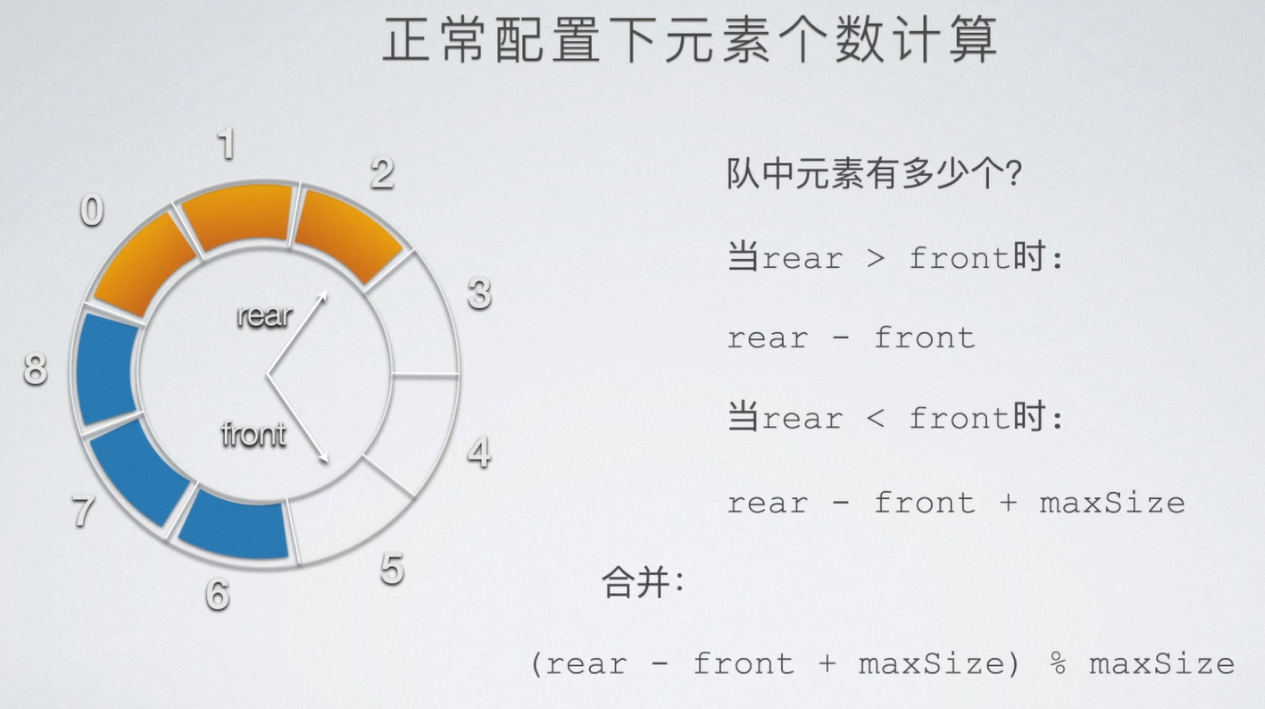 正常配置下元素个数计算
1
2
0
3
rear
8
front
4
7
5
6
队中元素有多少个?
当rear > front时:
rear - front
当rear < front时:
rear - front + maxSize
合并:
(rear - front + maxSize) % maxSize